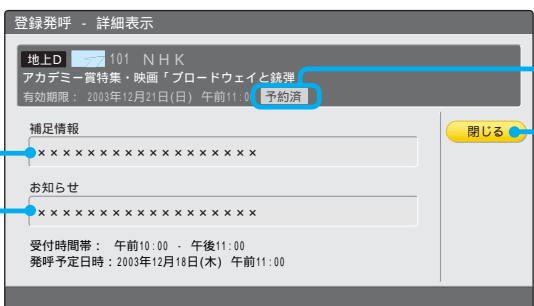 登録発呼 - 詳細表示
地上D 101 NHK
アカデミー賞特集・映画「ブロードウェイと銃弾
有効期限： 2003年12月21日(日) 午前11:0 予約済
補足情報
××××××××××××××××××
閉じる
お知らせ
××××××××××××××××××
受付時間帯： 午前10:00 - 午後11:00
発呼予定日時：2003年12月18日(木) 午前11:00